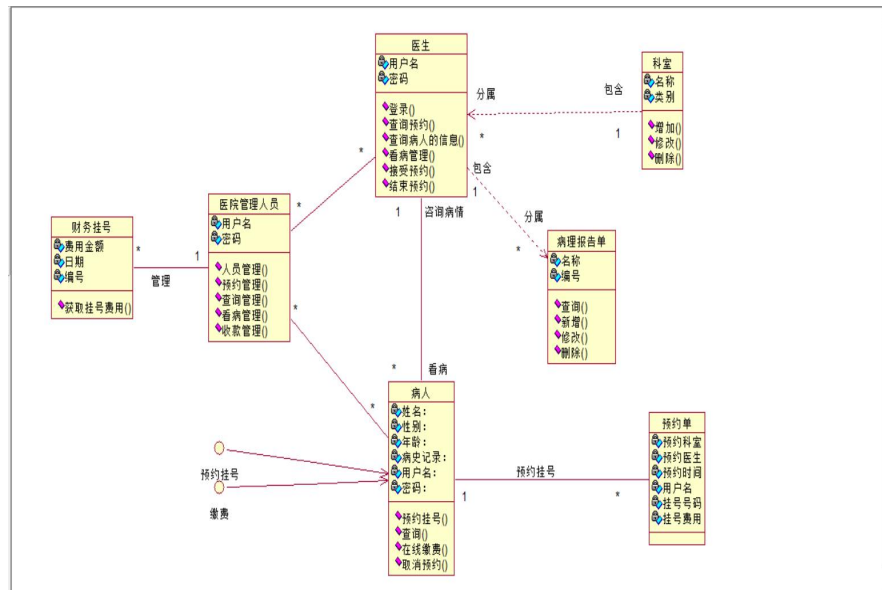 医生
用户名
密码
登录()
查询预约()
查询病人的信息()
看病管理()
接受预约()
结束预约()
科室
名称
类别
增加()
修改()
删除()
分属
包含
*
1
包含
1
分属
*
病理报告单
名称
编号
查询()
新增()
修改()
删除()
医院管理人员
用户名
密码
人员管理()
预约管理()
查询管理()
看病管理()
收款管理()
*
*
*
*
财务挂号
费用金额
日期
编号
获取挂号费用()
*
1
管理
1
咨询病情
*
看病
病人
姓名:
性别:
年龄:
病史记录:
用户名:
密码:
预约挂号()
查询()
在线缴费()
取消预约()
预约挂号
缴费
预约挂号
1
*
预约单
预约科室
预约医生
预约时间
用户名
挂号号码
挂号费用